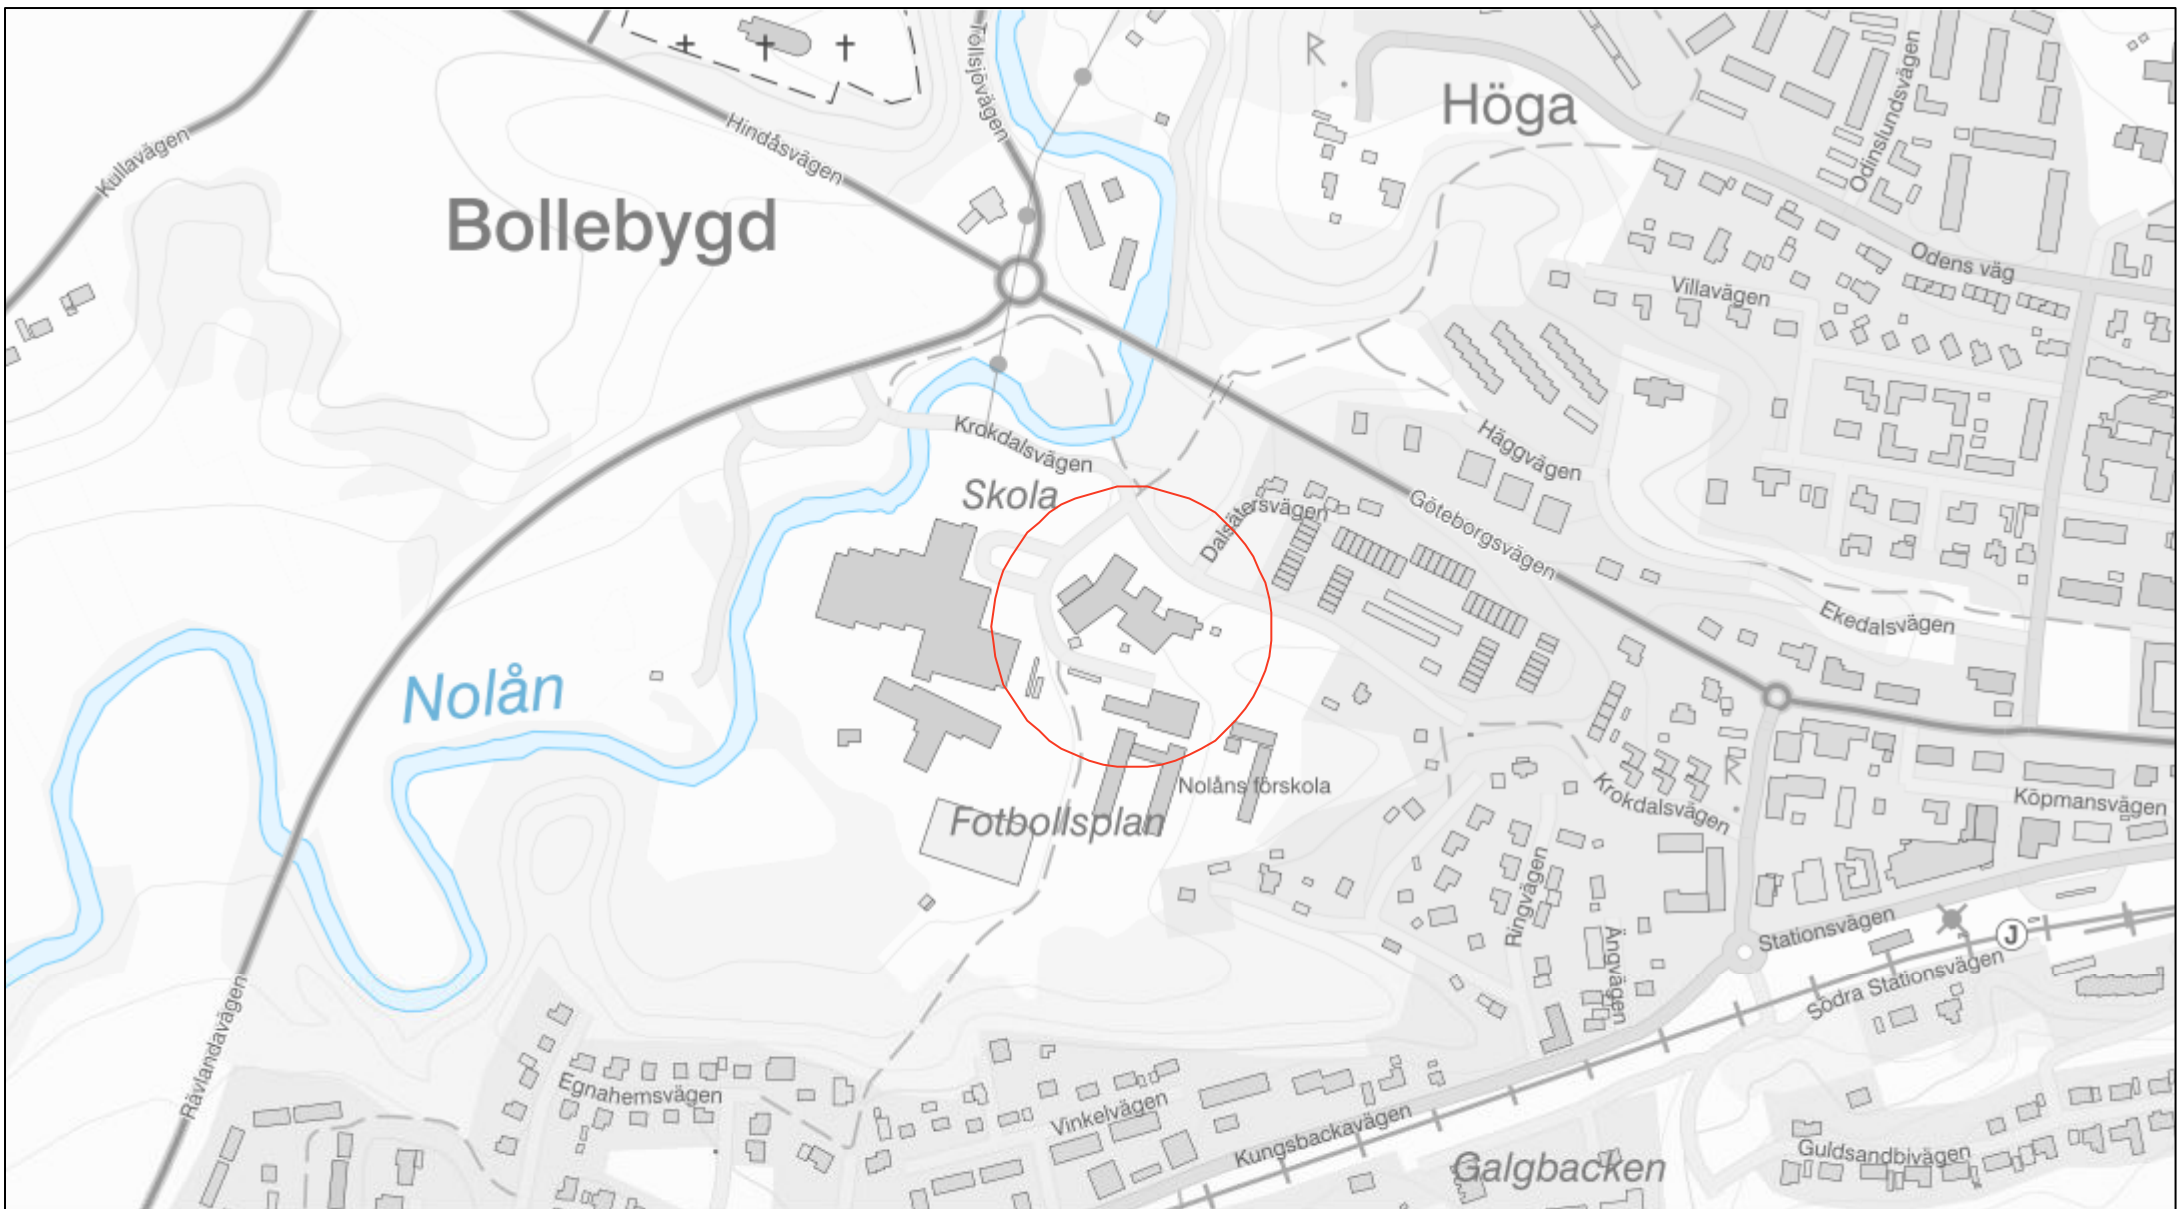 Töllsjövägen
Höga
Odinslundsvägen
Kullavägen
Hindåsvägen
Bollebygd
Odens väg
Villavägen
Krokdalsvägen
Häggvägen
Skola
Dalsätersvägen
Göteborgsvägen
Ekedalsvägen
Nolån
Nolåns förskola
Krokdalsvägen
Köpmansvägen
Fotbollsplan
Ringvägen
Stationsvägen
J
Ängvägen
Södra Stationsvägen
Rävlandavägen
Egnahemsvägen
Vinkelvägen
Kungsbackavägen
Guldsandbivägen
Galgbacken